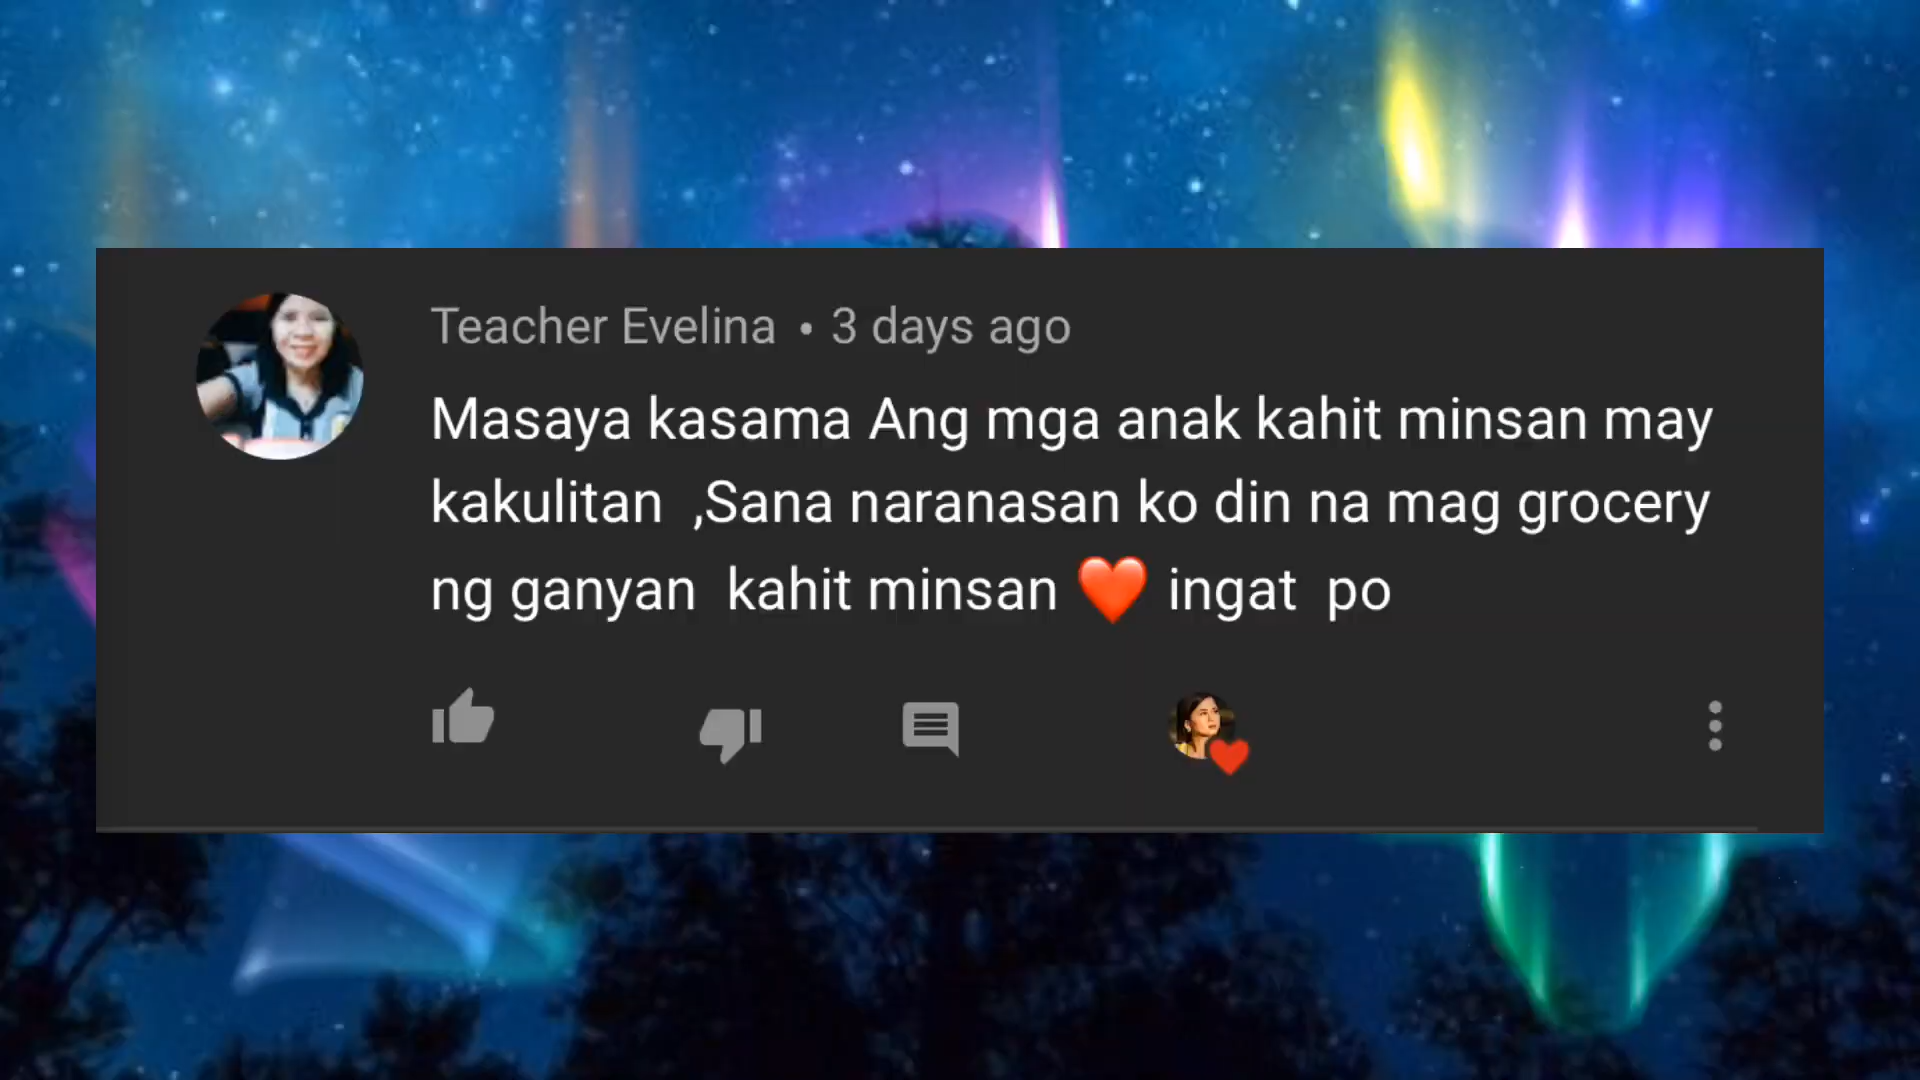 Teacher Evelina • 3 days ago
Masaya kasama Ang mga anak kahit minsan may
kakulitan ,Sana naranasan ko din na mag grocery
ng ganyan kahit minsan ❤️ ingat po